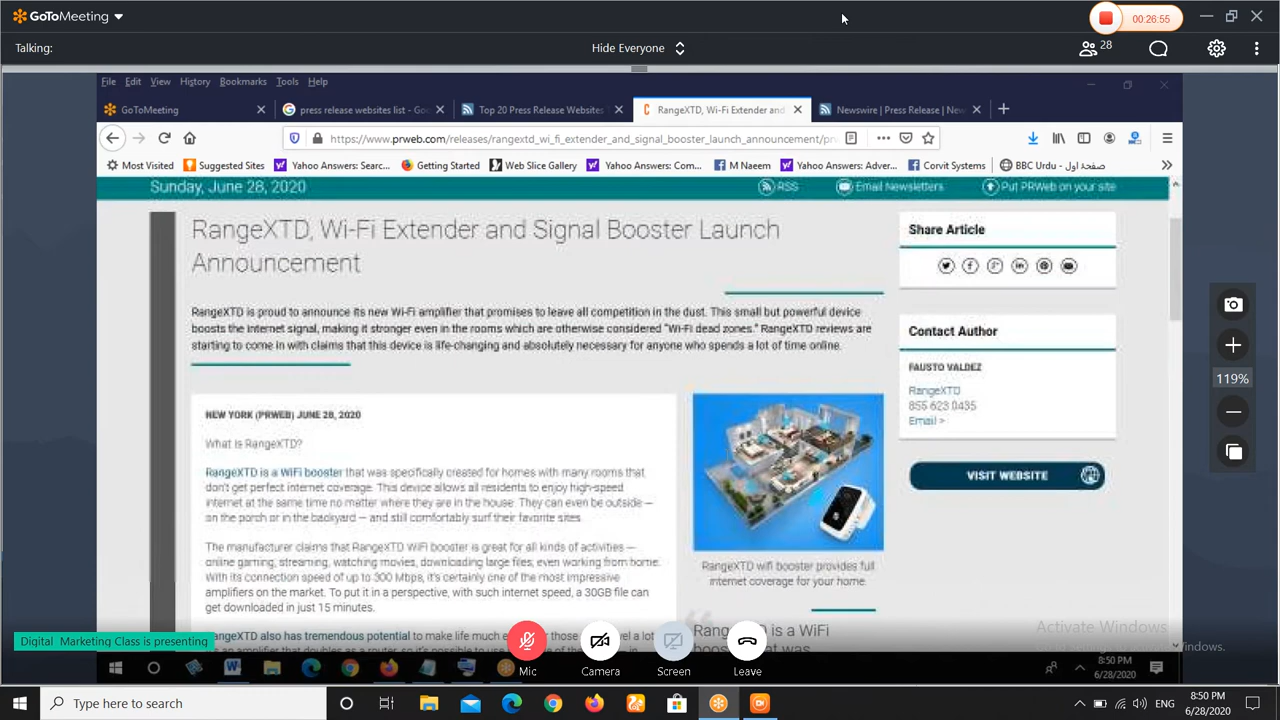 GoToMeeting
00:26:55
Talking:
Hide Everyone
28
File Edit View History Bookmarks Tools Help
GoToMeeting
press release websites list - Go
Top 20 Press Release Websites
RangeXTD, Wi-Fi Extender and
Newswire | Press Release | New
https://www.prweb.com/releases/rangextd_wi_fi_extender_and_signal_booster_launch_announcement/pr
Most Visited Suggested Sites Yahoo Answers: Searc... Getting Started Web Slice Gallery Yahoo Answers: Com... M Naeem Yahoo Answers: Adver... Corvit Systems BBC Urdu - صفحۂ اول
Sunday, June 28, 2020
RSS Email Newsletters Put PRWeb on your site
RangeXTD, Wi-Fi Extender and Signal Booster Launch
Announcement
RangeXTD is proud to announce its new Wi-Fi amplifier that promises to leave all competition in the dust. This small but powerful device
boosts the internet signal, making it stronger even in the rooms which are otherwise considered "Wi-Fi dead zones." RangeXTD reviews are
starting to come in with claims that this device is life-changing and absolutely necessary for anyone who spends a lot of time online.
NEW YORK (PRWEB) JUNE 28, 2020
What is RangeXTD?
RangeXTD is a WiFi booster that was specifically created for homes with many rooms that
don't get perfect internet coverage. This device allows all residents to enjoy high-speed
internet at the same time no matter where they are in the house. They can even be outside —
on the porch or in the backyard — and still comfortably surf their favorite sites.
The manufacturer claims that RangeXTD WiFi booster is great for all kinds of activities —
online gaming, streaming, watching movies, downloading large files, even working from home.
With its connection speed of up to 300 Mbps, it's certainly one of the most impressive
amplifiers on the market. To put it in a perspective, with such internet speed, a 30GB file can
get downloaded in just 15 minutes.
RangeXTD wifi booster provides full
internet coverage for your home.
RangeXTD is a WiFi
Share Article
Contact Author
FAUSTO VALDEZ
RangeXTD
855 623 0435
Email >
VISIT WEBSITE
119%
Digital Marketing Class is presenting
Mic Camera Screen Leave
Activate Windows
8:50 PM
6/28/2020
Type here to search
ENG
8:50 PM
6/28/2020